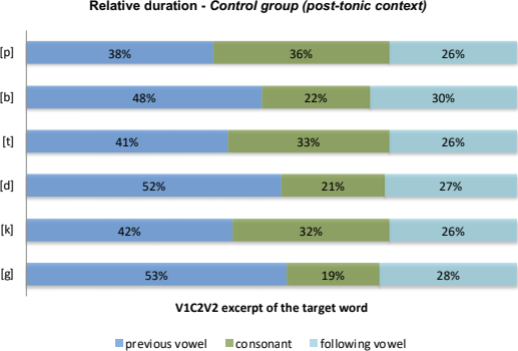 Relative duration - Control group (post-tonic context)
[p] 38% 36% 26%
[b] 48% 22% 30%
[t] 41% 33% 26%
[d] 52% 21% 27%
[k] 42% 32% 26%
[g] 53% 19% 28%
V1C2V2 excerpt of the target word
previous vowel consonant following vowel